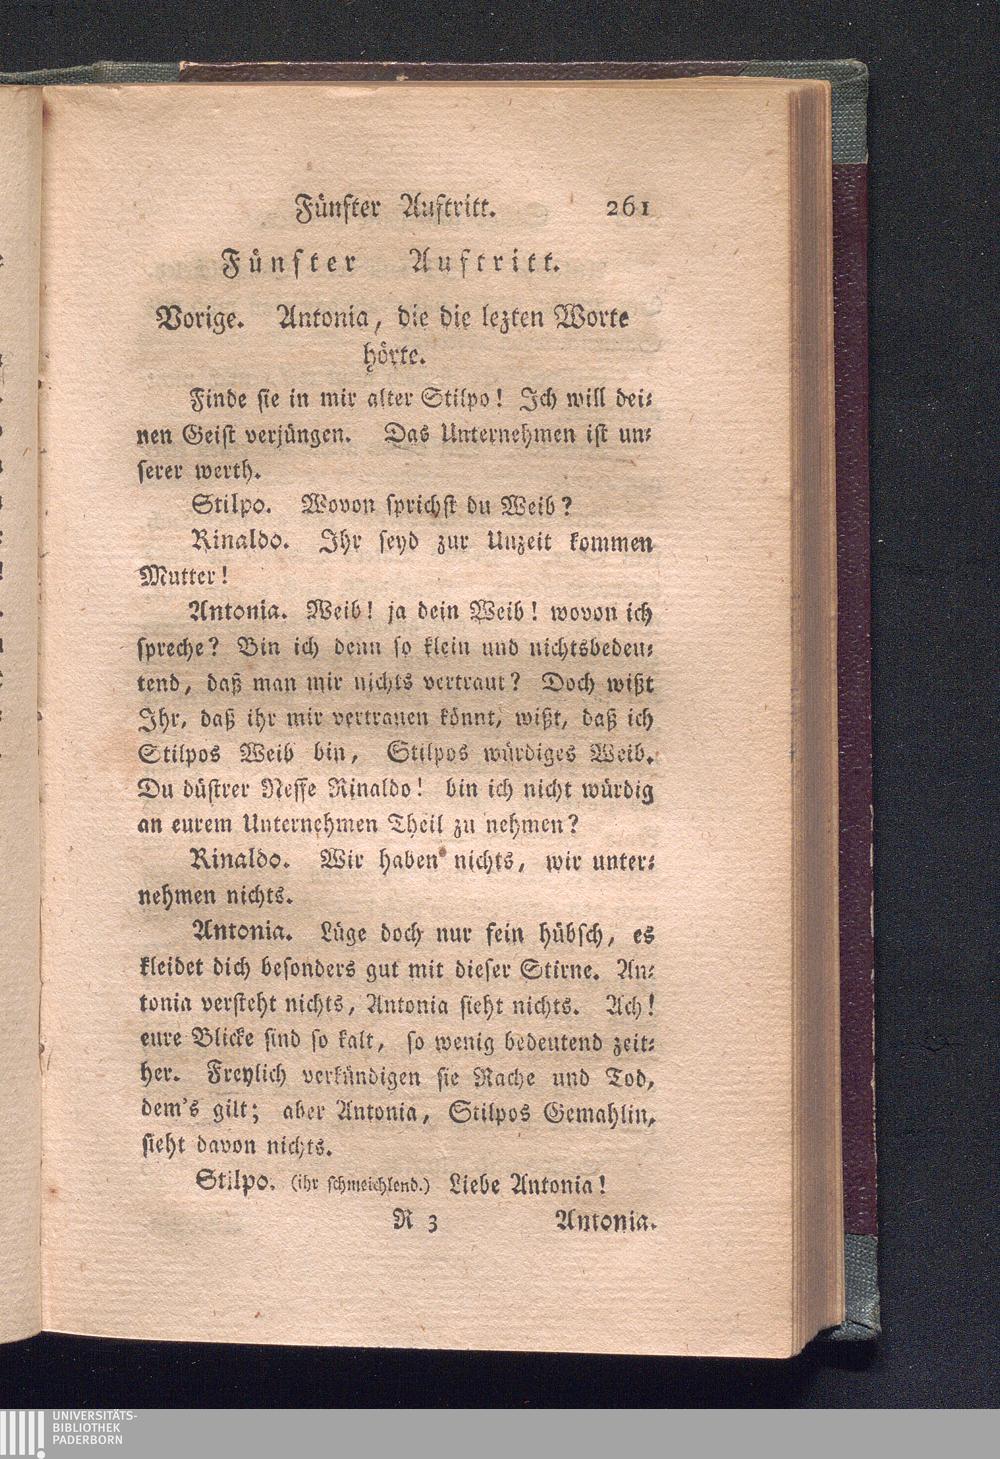 Fünfter Auftritt. 261
Fünfter Auftritt.
Vorige. Antonia, die die lezten Worte
hörte.
Finde sie in mir alter Stilpo! Ich will dei⸗
nen Geist verjüngen. Das Unternehmen ist un⸗
serer werth.
Stilpo. Wovon sprichst du Weib?
Rinaldo. Ihr seyd zur Unzeit kommen
Mutter!
Antonia. Weib! ja dein Weib! wovon ich
spreche? Bin ich denn so klein und nichtsbedeu⸗
tend, daß man mir nichts vertraut? Doch wißt
Ihr, daß ihr mir vertrauen könnt, wißt, daß ich
Stilpos Weib bin, Stilpos würdiges Weib.
Du düstrer Neffe Rinaldo! bin ich nicht würdig
an eurem Unternehmen Theil zu nehmen?
Rinaldo. Wir haben nichts, wir unter⸗
nehmen nichts.
Antonia. Lüge doch nur fein hübsch, es
kleidet dich besonders gut mit dieser Stirne. An⸗
tonia versteht nichts, Antonia sieht nichts. Ach!
eure Blicke sind so kalt, so wenig bedeutend zeit⸗
her. Freylich verkündigen sie Rache und Tod,
dem's gilt; aber Antonia, Stilpos Gemahlin,
sieht davon nichts.
Stilpo. (ihr schmeichlend.) Liebe Antonia!
R 3 Antonia.
UNIVERSITÄTS-
BIBLIOTHEK
PADERBORN